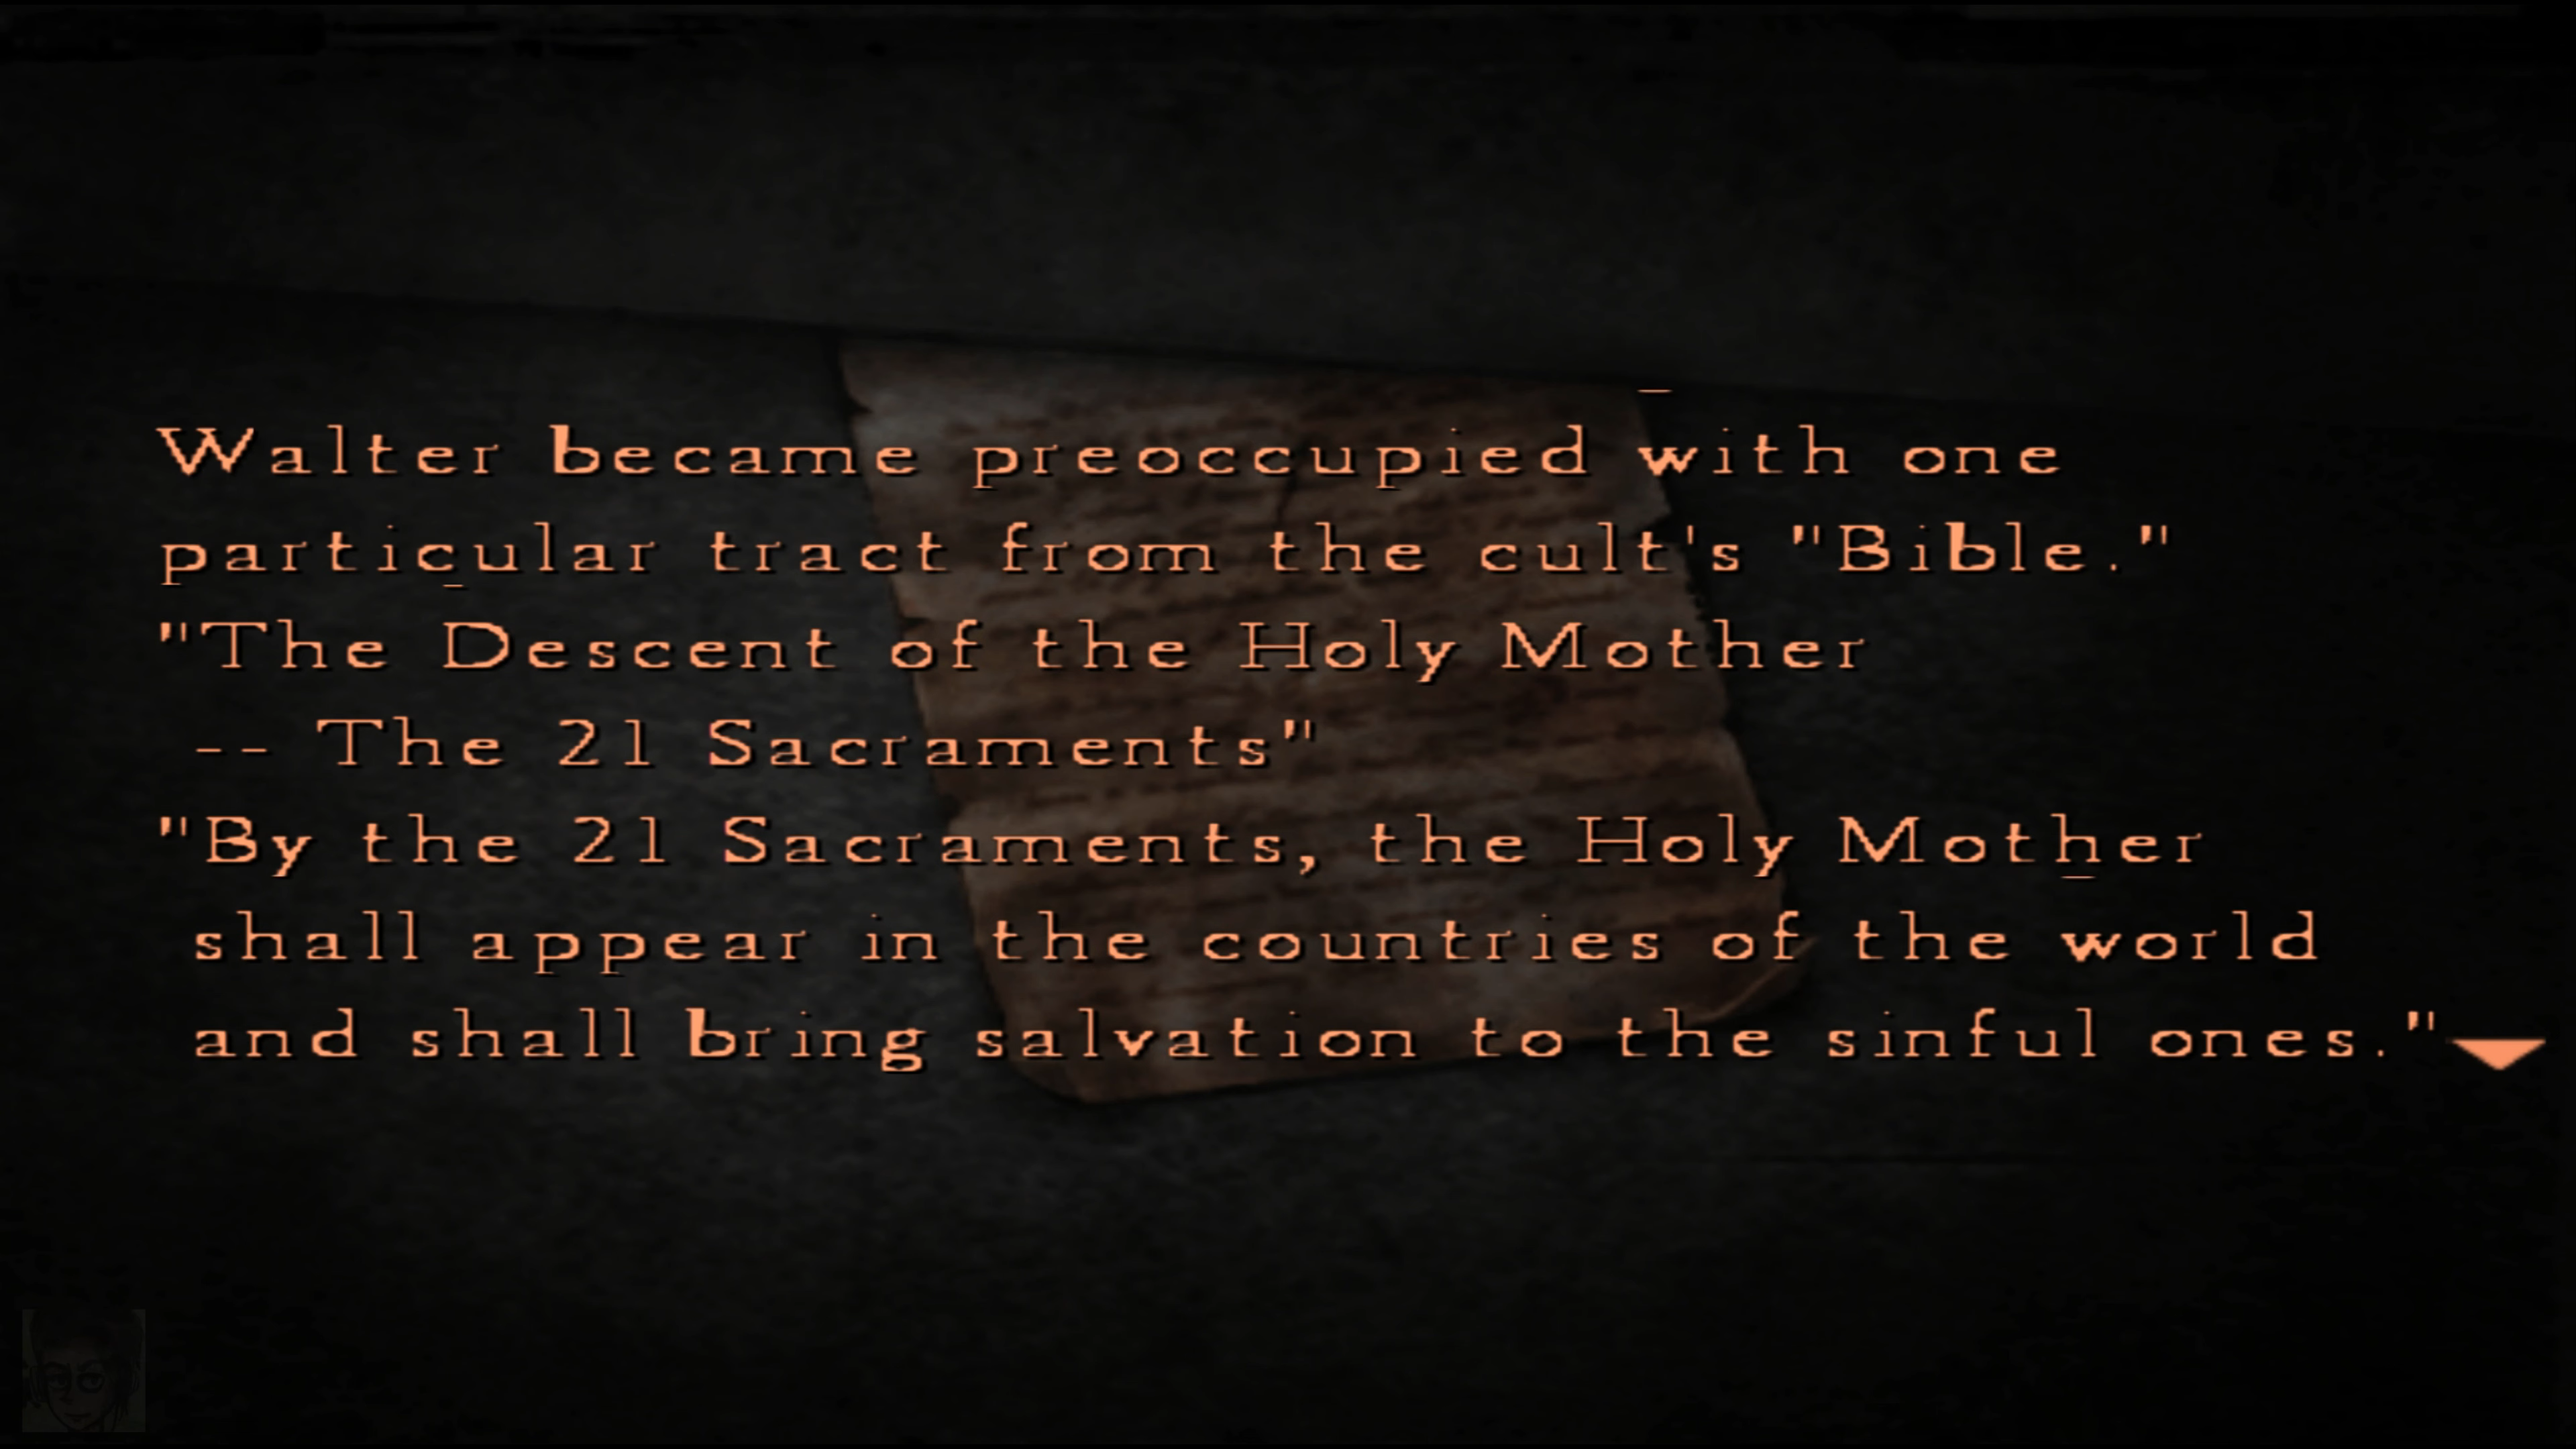 Walter became preoccupied with one
particular tract from the cult's "Bible."
"The Descent of the Holy Mother
-- The 21 Sacraments"
"By the 21 Sacraments, the Holy Mother
shall appear in the countries of the world
and shall bring salvation to the sinful ones."